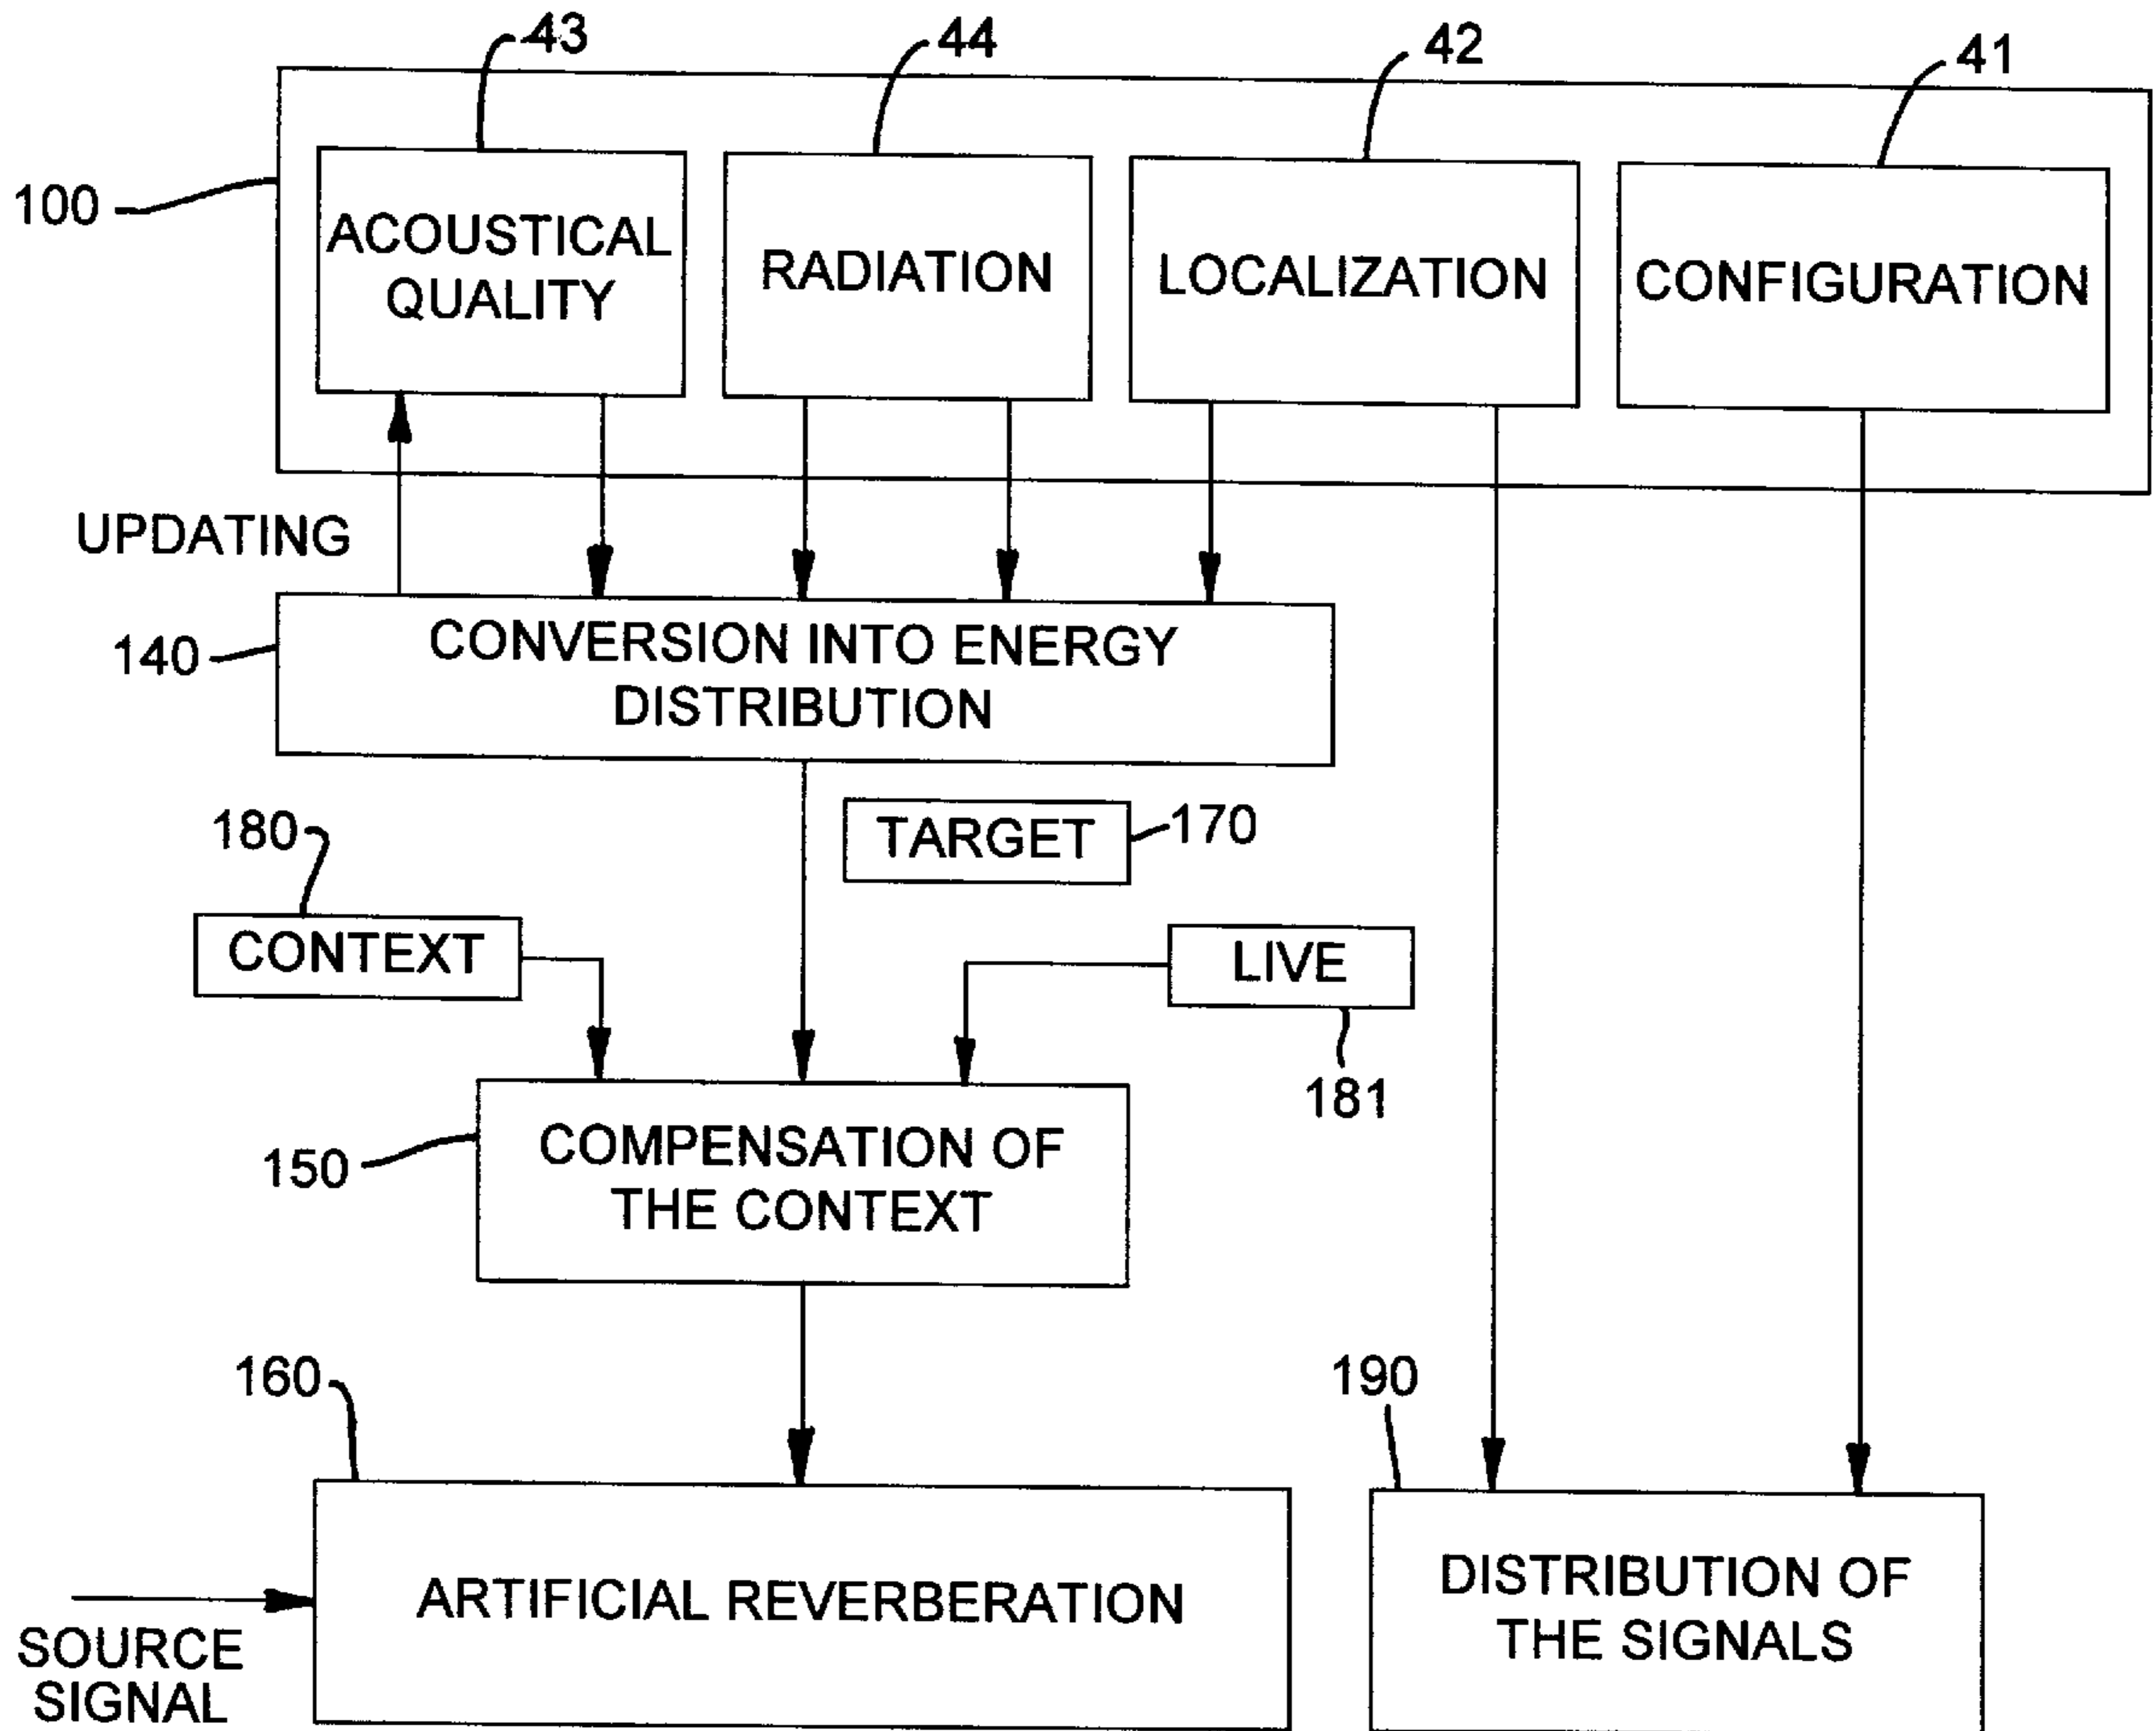 43
44
42
41
100
ACOUSTICAL
QUALITY
RADIATION
LOCALIZATION
CONFIGURATION
UPDATING
140
CONVERSION INTO ENERGY
DISTRIBUTION
180
TARGET
170
CONTEXT
LIVE
181
150
COMPENSATION OF
THE CONTEXT
160
190
ARTIFICIAL REVERBERATION
DISTRIBUTION OF
THE SIGNALS
SOURCE
SIGNAL